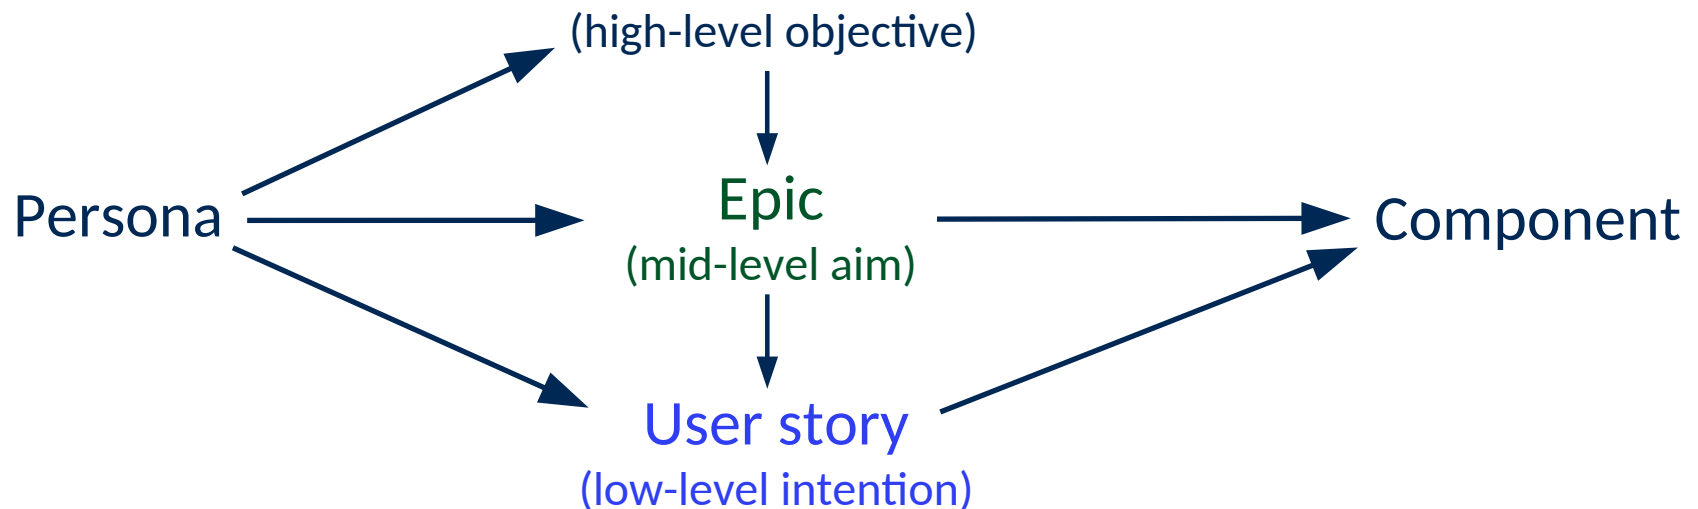 (high-level objective)
Persona
Epic
(mid-level aim)
Component
User story
(low-level intention)